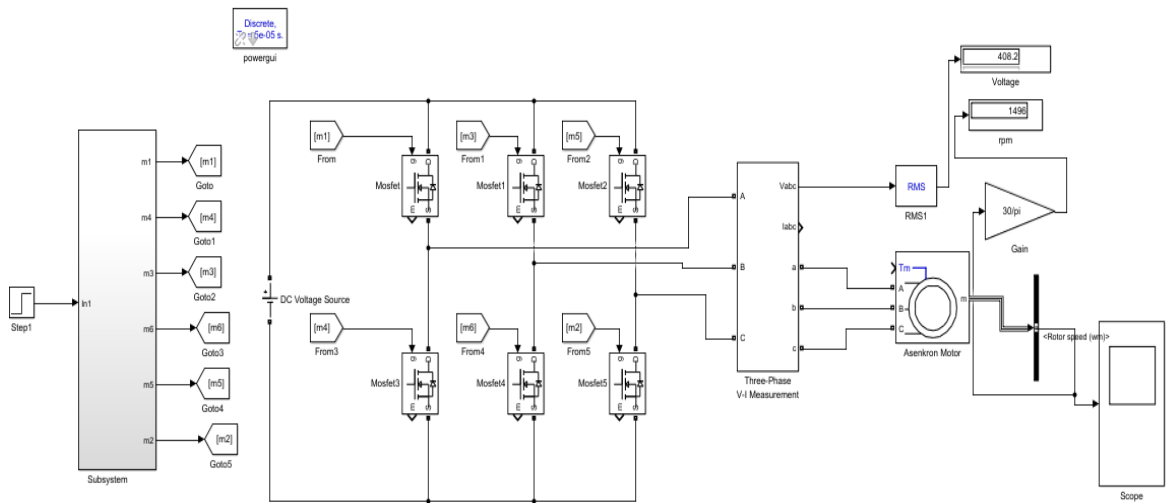 Discrete,
5e-05 s.
powergui
408.2
Voltage
1496
rpm
[m1]
From
[m3]
From1
[m5]
From2
g
D
Mosfet
m
S
g
D
Mosfet1
m
S
g
D
Mosfet2
m
S
m1
[m1]
Goto
m4
[m4]
Goto1
m3
[m3]
Goto2
m6
[m6]
Goto3
m5
[m5]
Goto4
m2
[m2]
Goto5
In1
Step1
Subsystem
+
DC Voltage Source
[m4]
From3
[m6]
From4
[m2]
From5
g
D
Mosfet3
m
S
g
D
Mosfet4
m
S
g
D
Mosfet5
m
S
A
B
C
Vabc
Iabc
a
b
c
Three-Phase
V-I Measurement
RMS
RMS1
30/pi
Gain
Tm
A
B
C
m
Asenkron Motor
<Rotor speed (wm)>
Scope